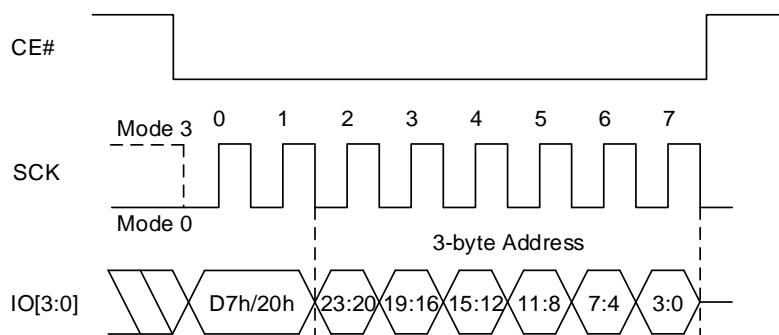 CE#
Mode 3
0 1 2 3 4 5 6 7
SCK
Mode 0
3-byte Address
IO[3:0]
D7h/20h 23:20 19:16 15:12 11:8 7:4 3:0